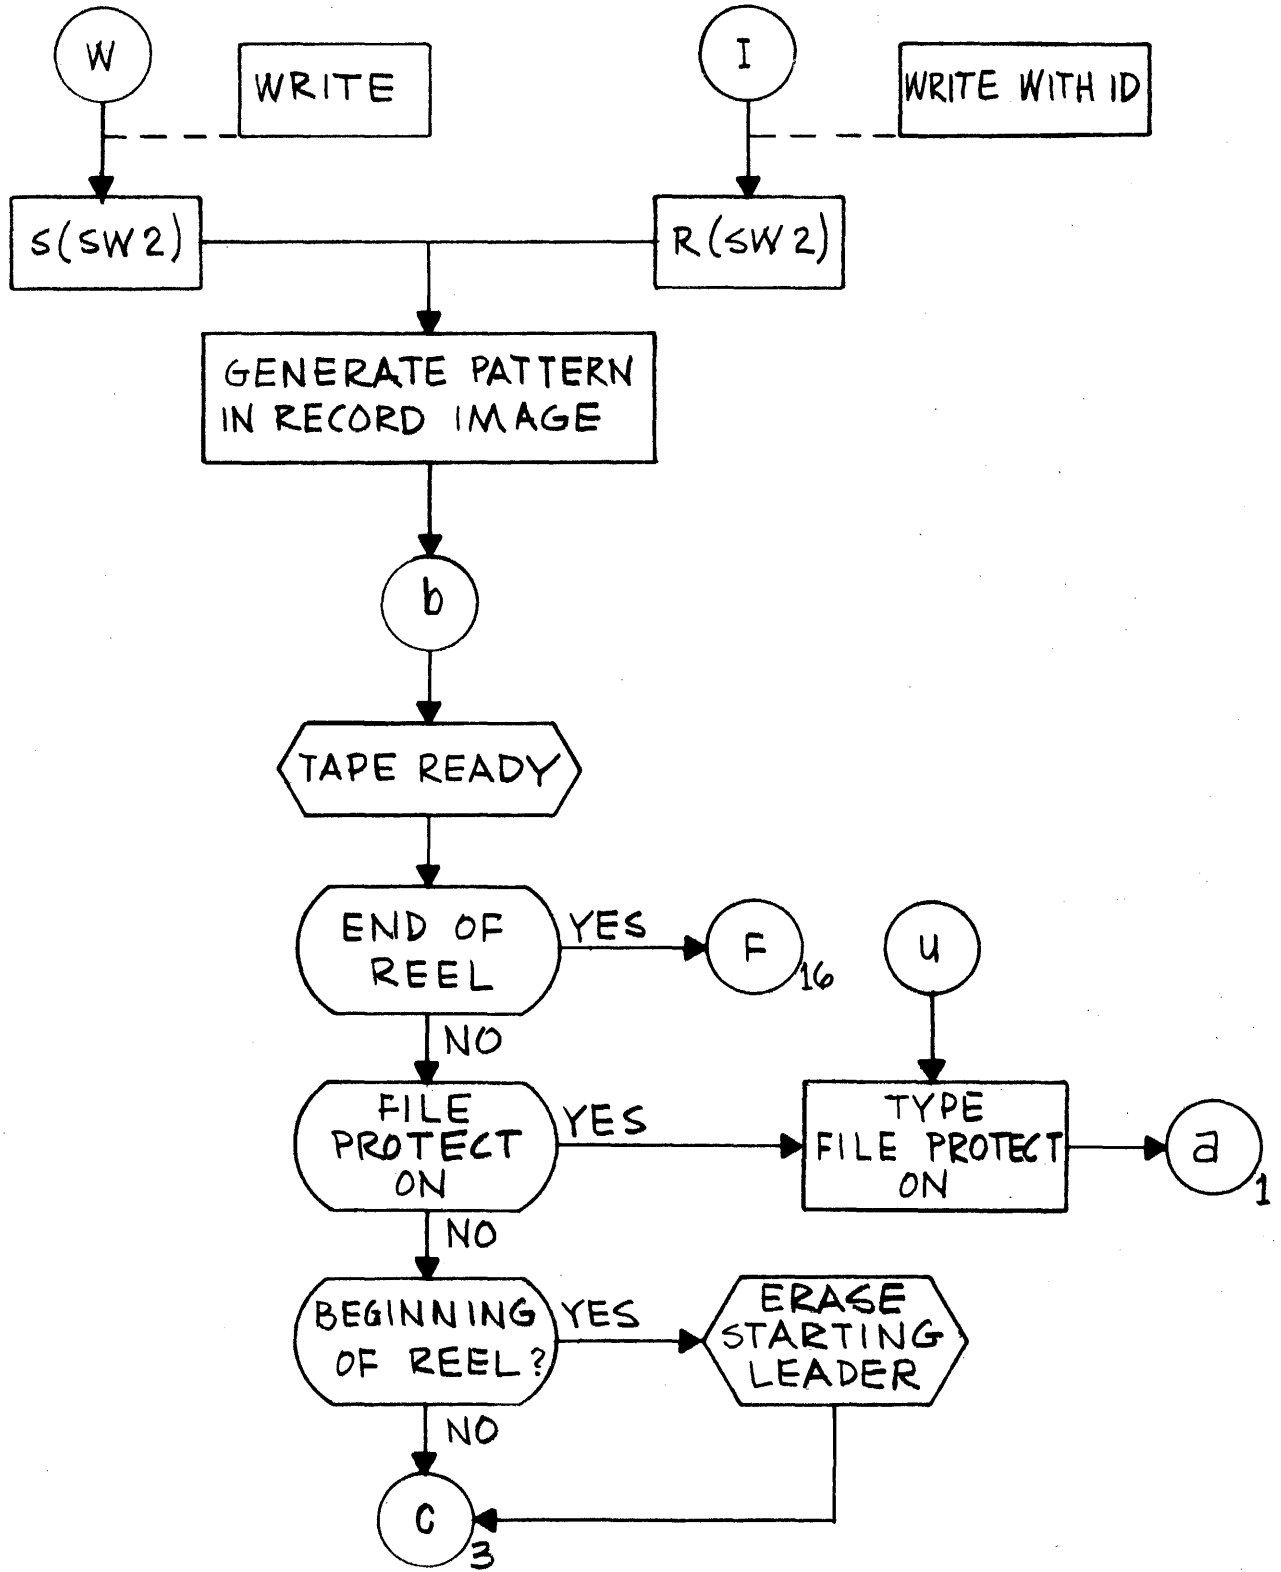 W
WRITE
I
WRITE WITH ID
S(SW2)
R(SW2)
GENERATE PATTERN
IN RECORD IMAGE
b
TAPE READY
END OF
REEL
YES
F
16
u
NO
FILE
PROTECT
ON
YES
TYPE
FILE PROTECT
ON
a
1
NO
BEGINNING
OF REEL?
YES
ERASE
STARTING
LEADER
NO
C
3